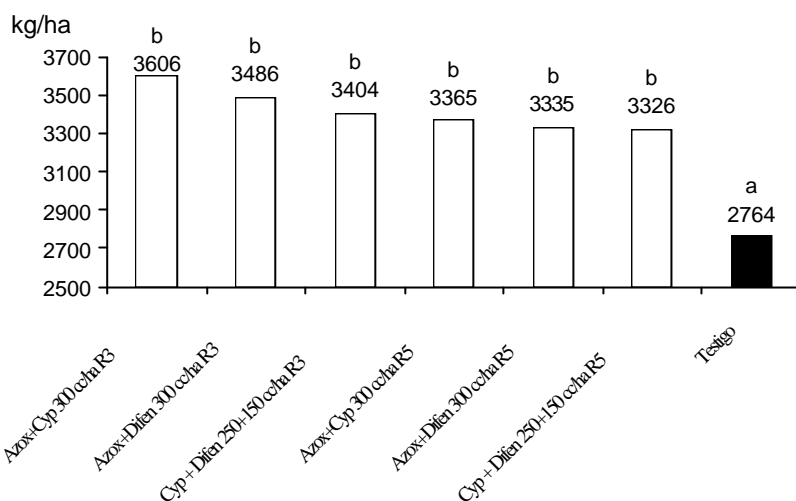 kg/ha
b
3606
b
3486
b
3404
b
3365
b
3335
b
3326
a
2764
3700
3500
3300
3100
2900
2700
2500
Azox+Cyp 300 cc/ha R3
Azox+Difen 300 cc/ha R3
Cyp + Difen 250+150 cc/ha R3
Azox+Cyp 300 cc/ha R5
Azox+Difen 300 cc/ha R5
Cyp + Difen 250+150 cc/ha R5
Testigo